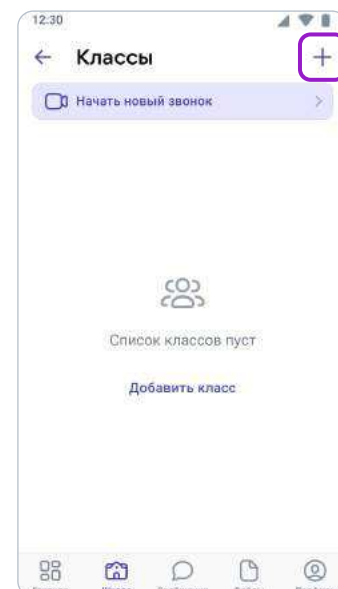 12:30
Классы
Начать новый звонок
Список классов пуст
Добавить класс